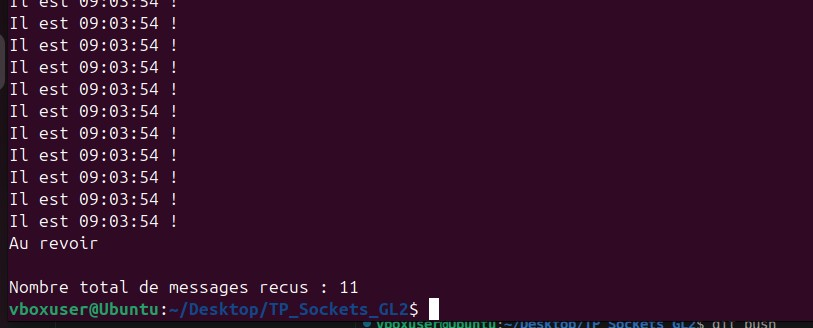 Il est 09:03:54 !
Il est 09:03:54 !
Il est 09:03:54 !
Il est 09:03:54 !
Il est 09:03:54 !
Il est 09:03:54 !
Il est 09:03:54 !
Il est 09:03:54 !
Il est 09:03:54 !
Il est 09:03:54 !
Il est 09:03:54 !
Au revoir
Nombre total de messages recus : 11
vboxuser@Ubuntu:~/Desktop/TP_Sockets_GL2$
vboxuser@Ubuntu:~/Desktop/TP_Sockets_GL2$ git push